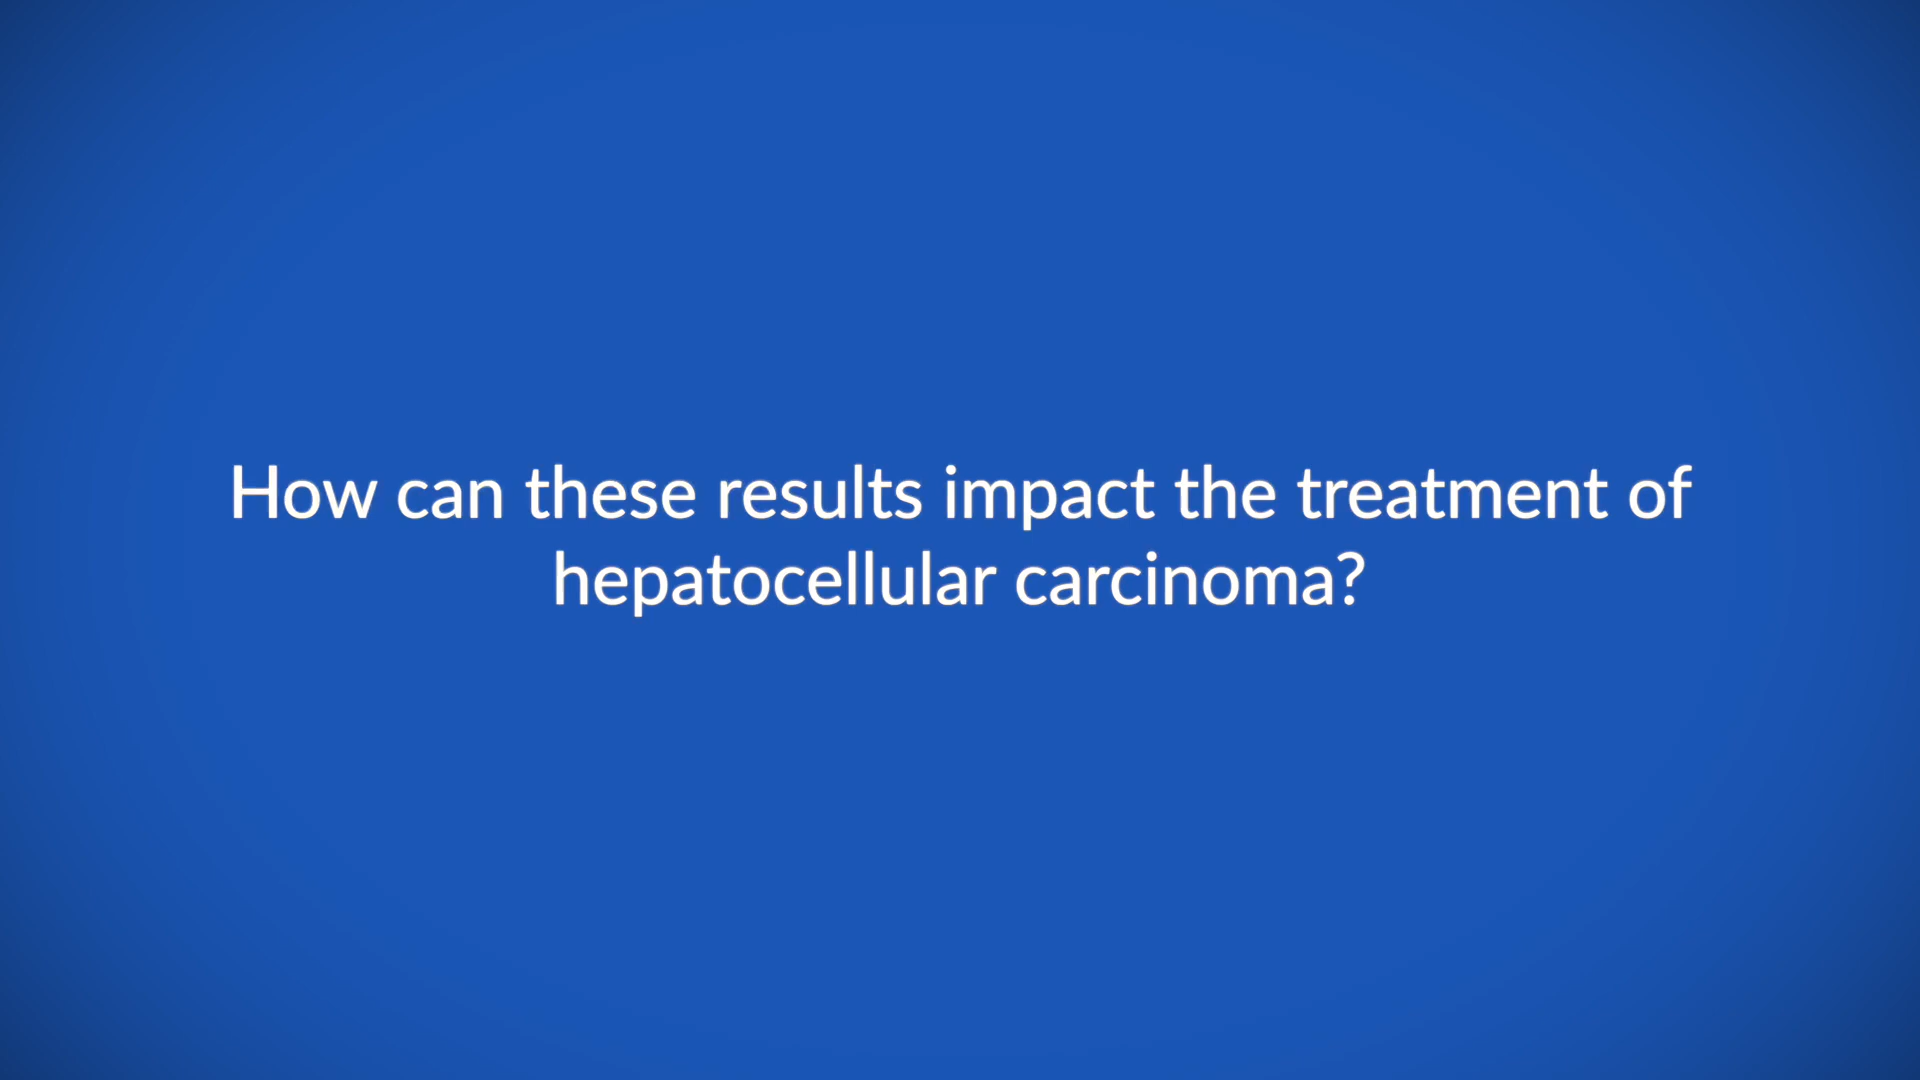 How can these results impact the treatment of
hepatocellular carcinoma?